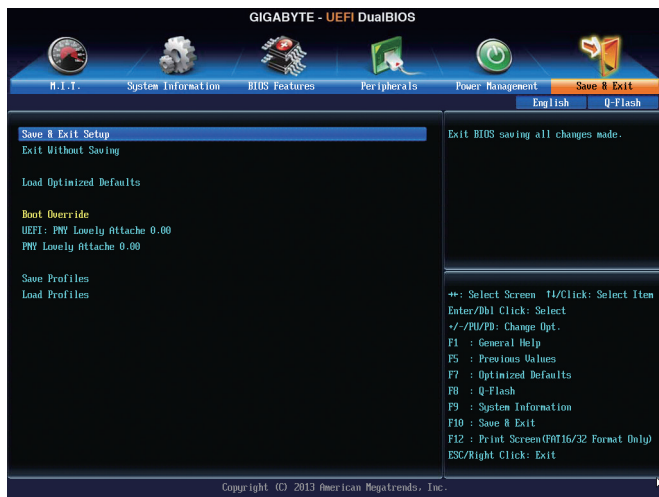 GIGABYTE - UEFI DualBIOS
M.I.T. System Information BIOS Features Peripherals Power Management Save & Exit
English Q-Flash
Save & Exit Setup
Exit Without Saving
Load Optimized Defaults
Boot Override
UEFI: PNY Lovely Attache 0.00
PNY Lovely Attache 0.00
Save Profiles
Load Profiles
Exit BIOS saving all changes made.
→←: Select Screen ↑↓/Click: Select Item
Enter/Dbl Click: Select
+/-/PU/PD: Change Opt.
F1 : General Help
F5 : Previous Values
F7 : Optimized Defaults
F8 : Q-Flash
F9 : System Information
F10 : Save & Exit
F12 : Print Screen(FAT16/32 Format Only)
ESC/Right Click: Exit
Copyright (C) 2013 American Megatrends, Inc.